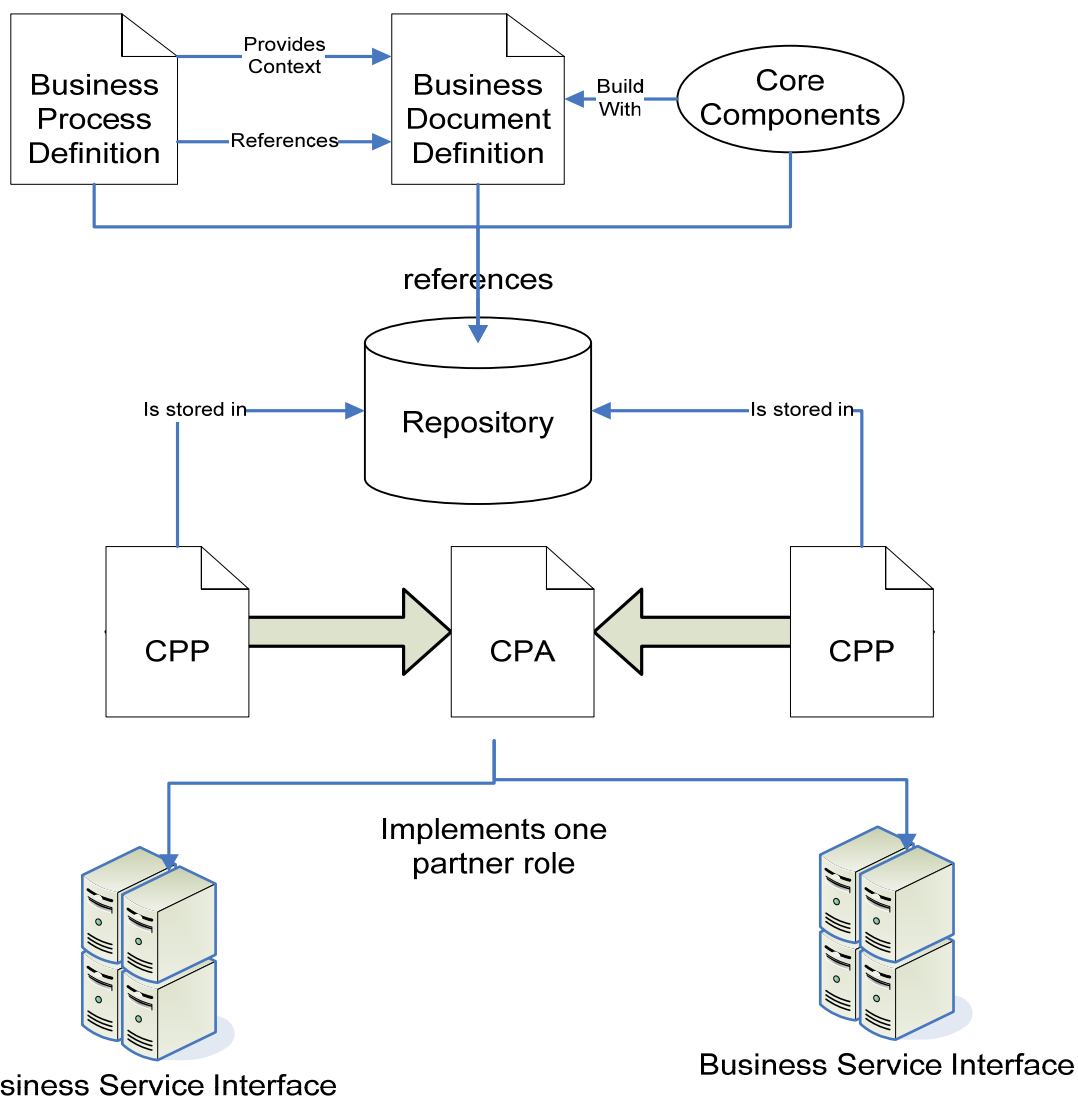 Provides
Context
Business
Process
Definition
References
Business
Document
Definition
Build
With
Core
Components
references
Repository
Is stored in
Is stored in
CPP
CPA
CPP
Implements one
partner role
siness Service Interface
Business Service Interface